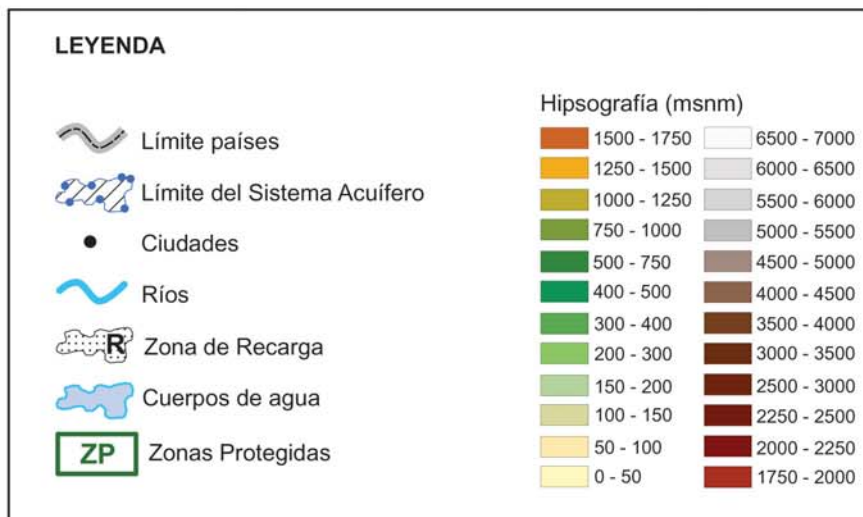 LEYENDA
Límite países
Límite del Sistema Acuífero
Ciudades
Ríos
R
Zona de Recarga
Cuerpos de agua
ZP
Zonas Protegidas
Hipsografía (msnm)
1500 - 1750
1250 - 1500
1000 - 1250
750 - 1000
500 - 750
400 - 500
300 - 400
200 - 300
150 - 200
100 - 150
50 - 100
0 - 50
6500 - 7000
6000 - 6500
5500 - 6000
5000 - 5500
4500 - 5000
4000 - 4500
3500 - 4000
3000 - 3500
2500 - 3000
2250 - 2500
2000 - 2250
1750 - 2000